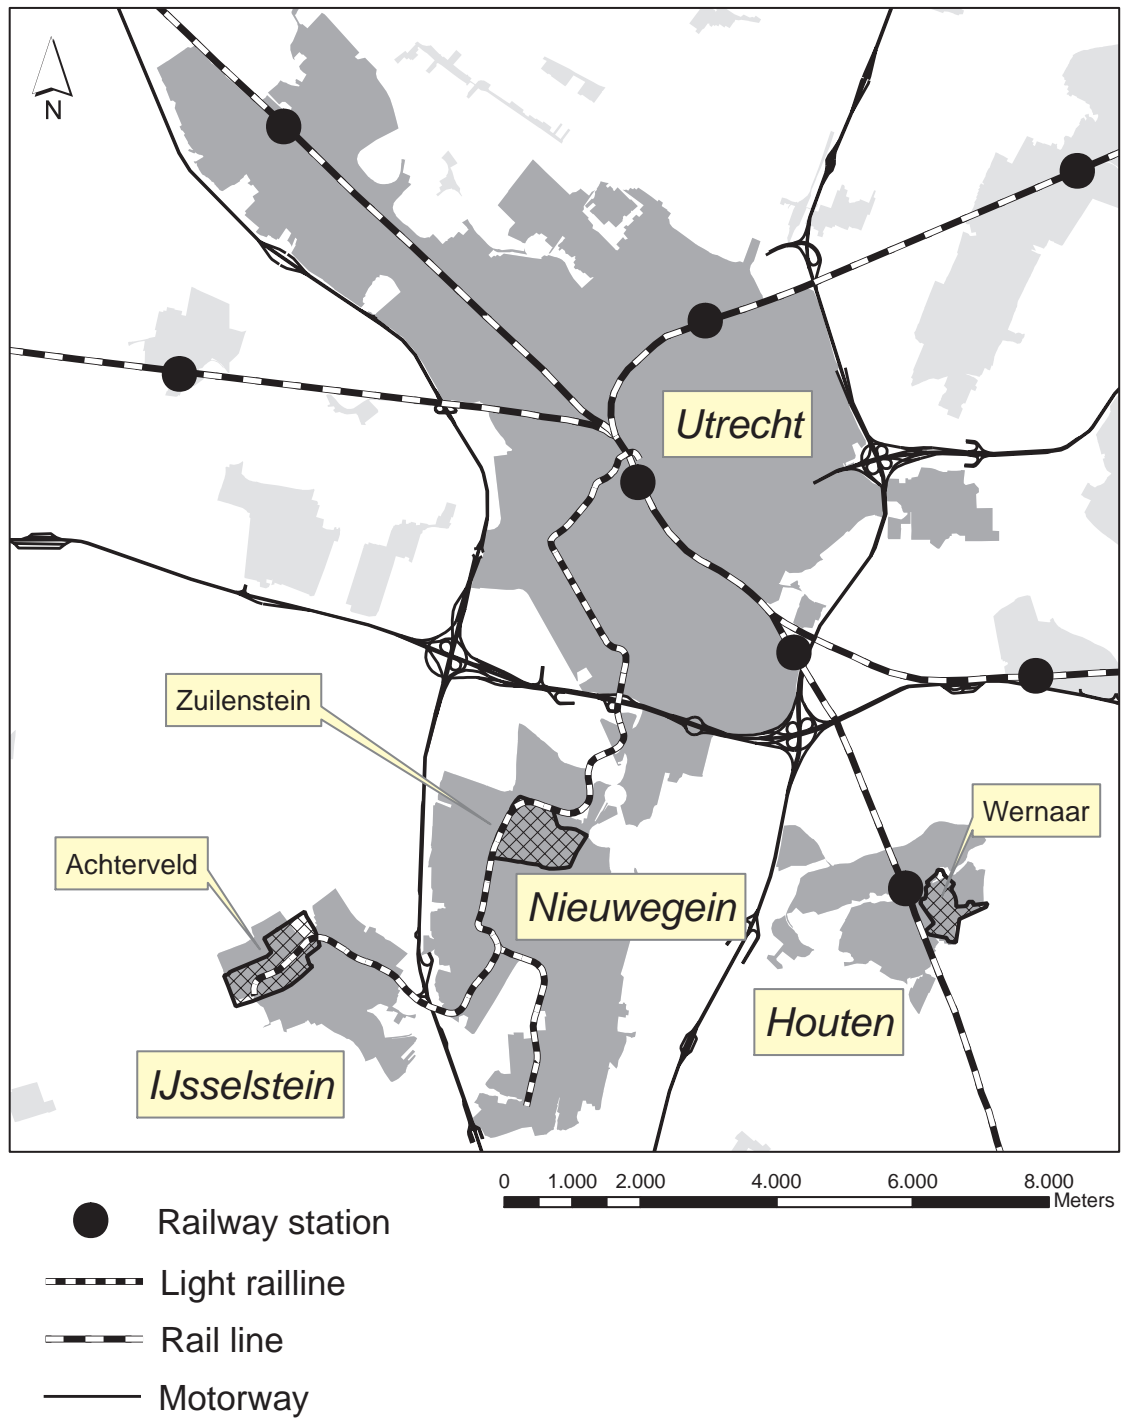 N
Utrecht
Zuilenstein
Wernaar
Achterveld
Nieuwegein
Houten
IJsselstein
0 1.000 2.000 4.000 6.000 8.000
Meters
Railway station
Light railline
Rail line
Motorway